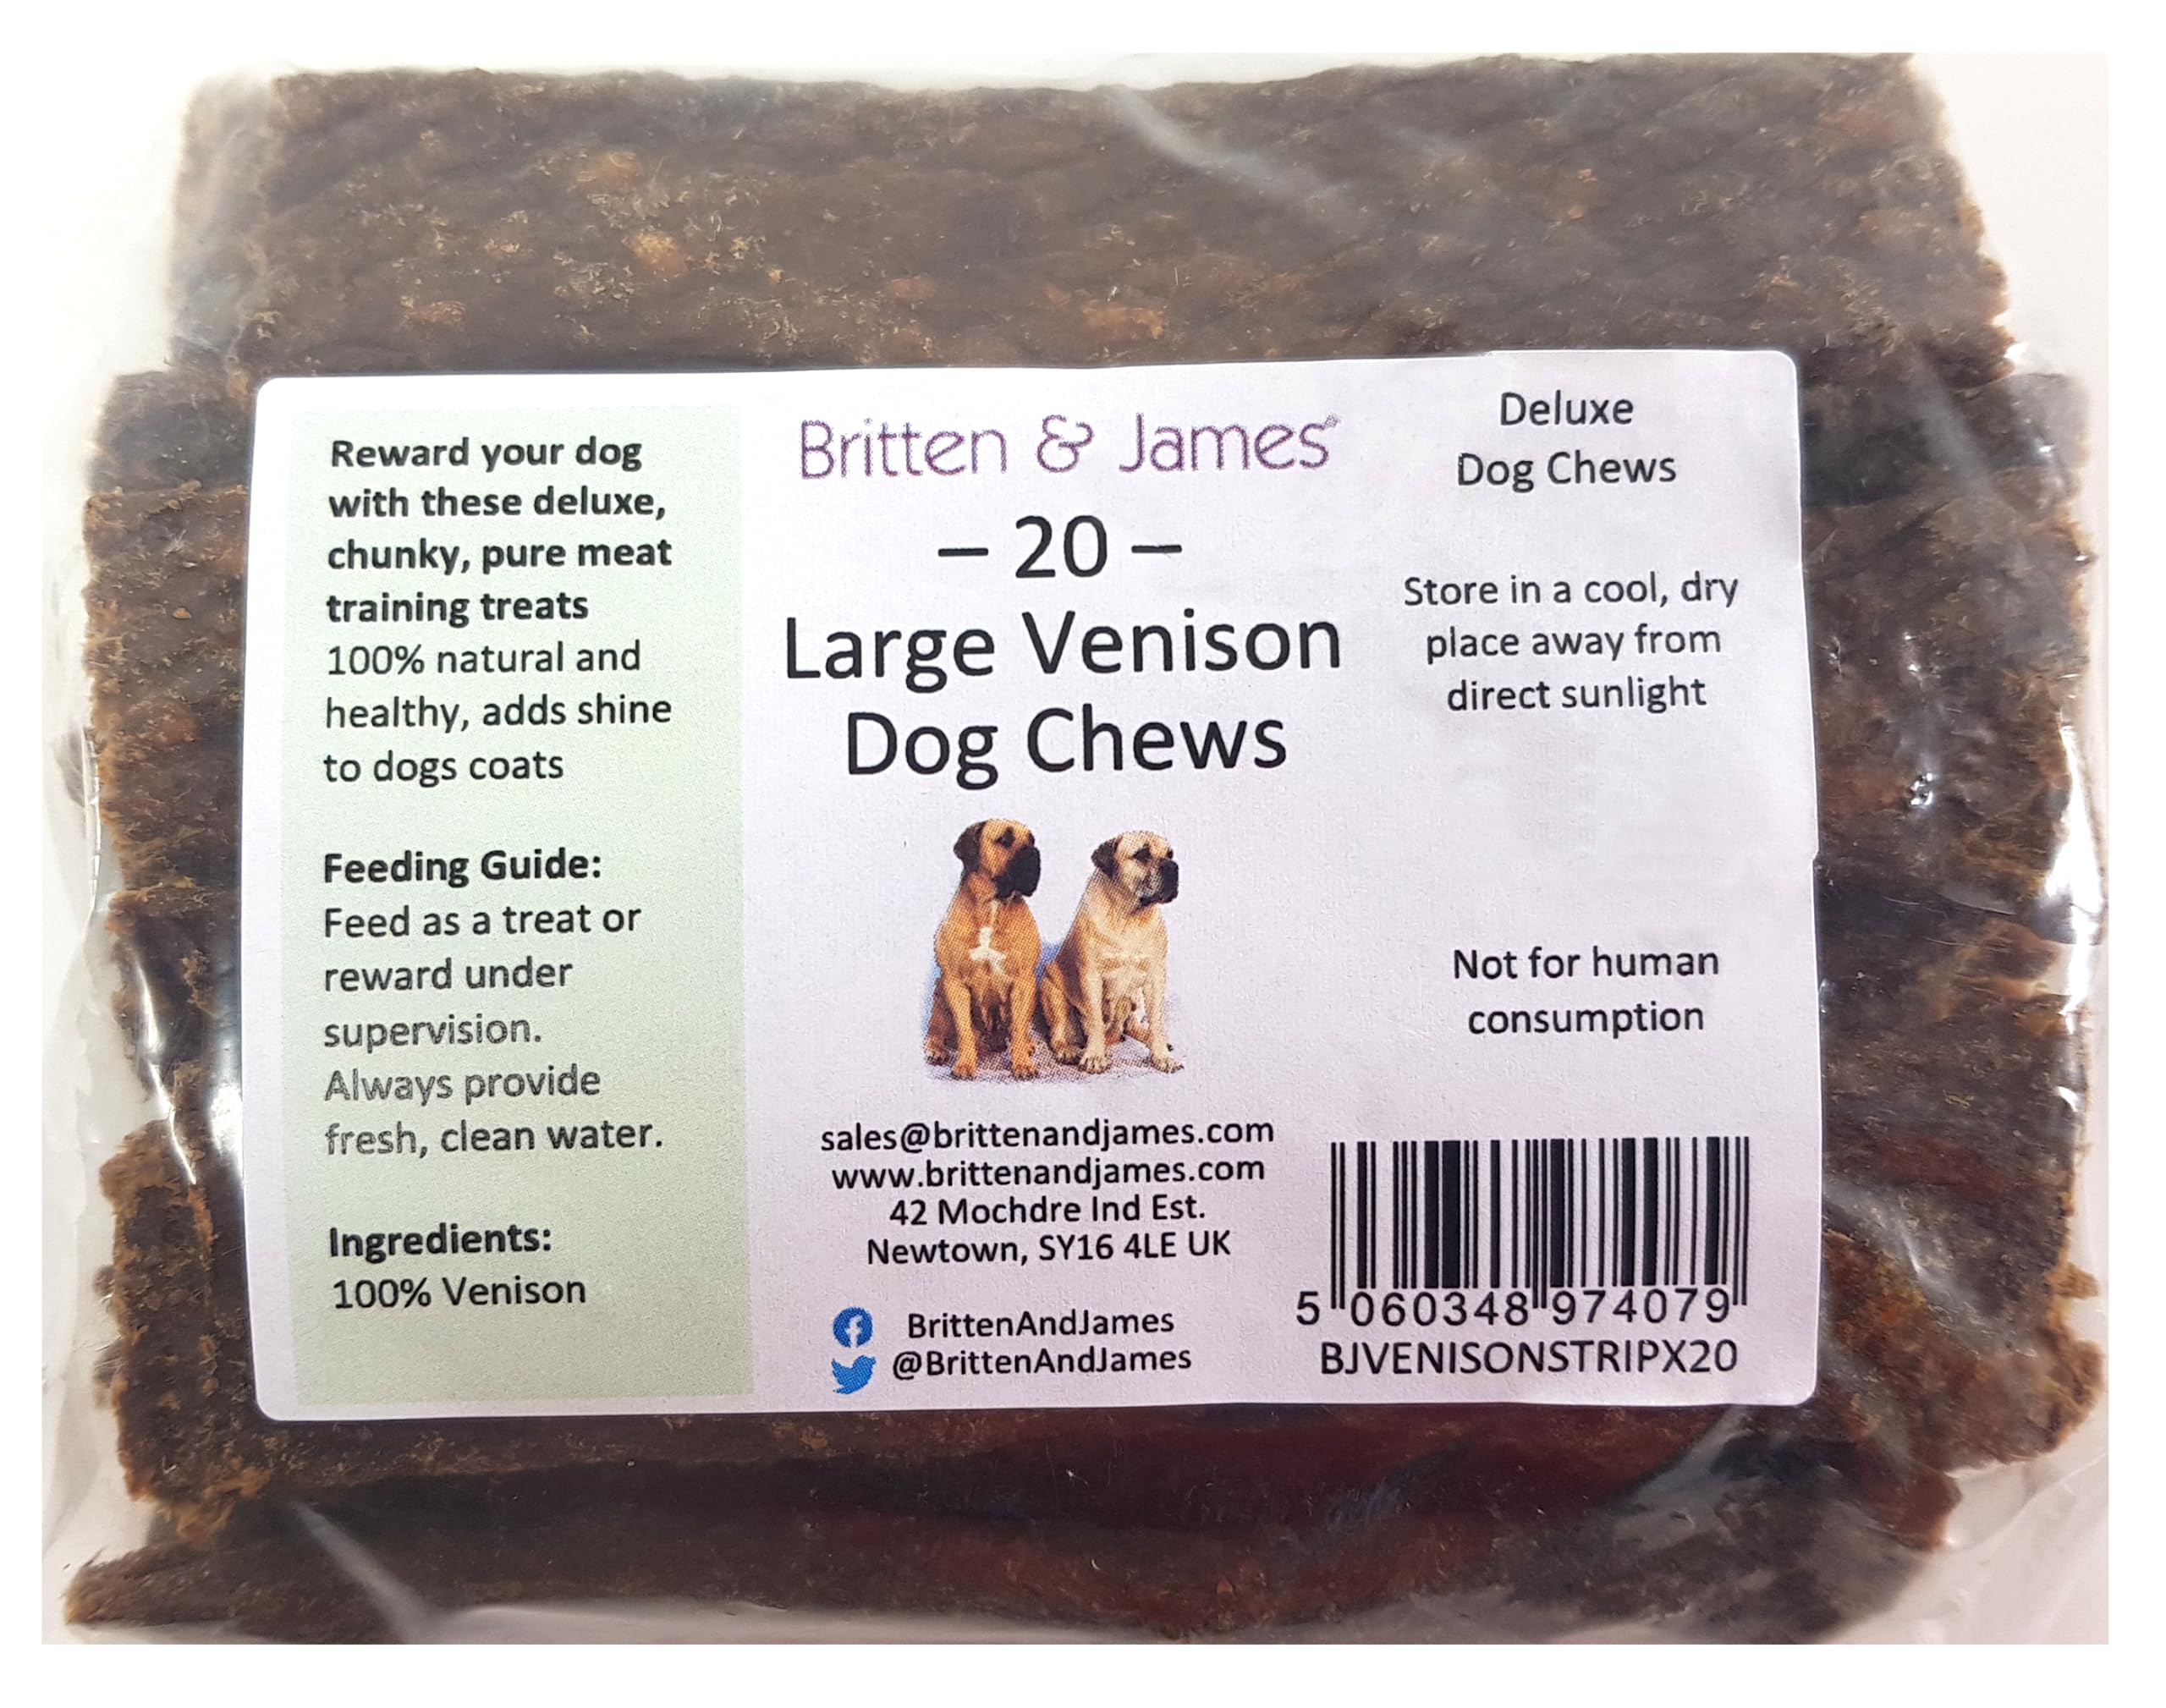 Reward your dog
with these deluxe,
chunky, pure meat
training treats
100% natural and
healthy, adds shine
to dogs coats
Feeding Guide:
Feed as a treat or
reward under
supervision.
Always provide
fresh, clean water.
Ingredients:
100% Venison
Britten & James®
– 20 –
Large Venison
Dog Chews
sales@brittenandjames.com
www.brittenandjames.com
42 Mochdre Ind Est.
Newtown, SY16 4LE UK
BrittenAndJames
@BrittenAndJames
Deluxe
Dog Chews
Store in a cool, dry
place away from
direct sunlight
Not for human
consumption
5 060348 974079
BJVENISONSTRIPX20